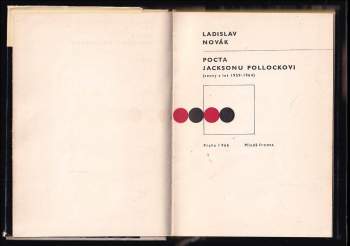 LADISLAV
NOVÁK
POCTA
JACKSONU POLLOCKOVI
(texty z let 1959-1964)
Praha 1966 Mladá fronta